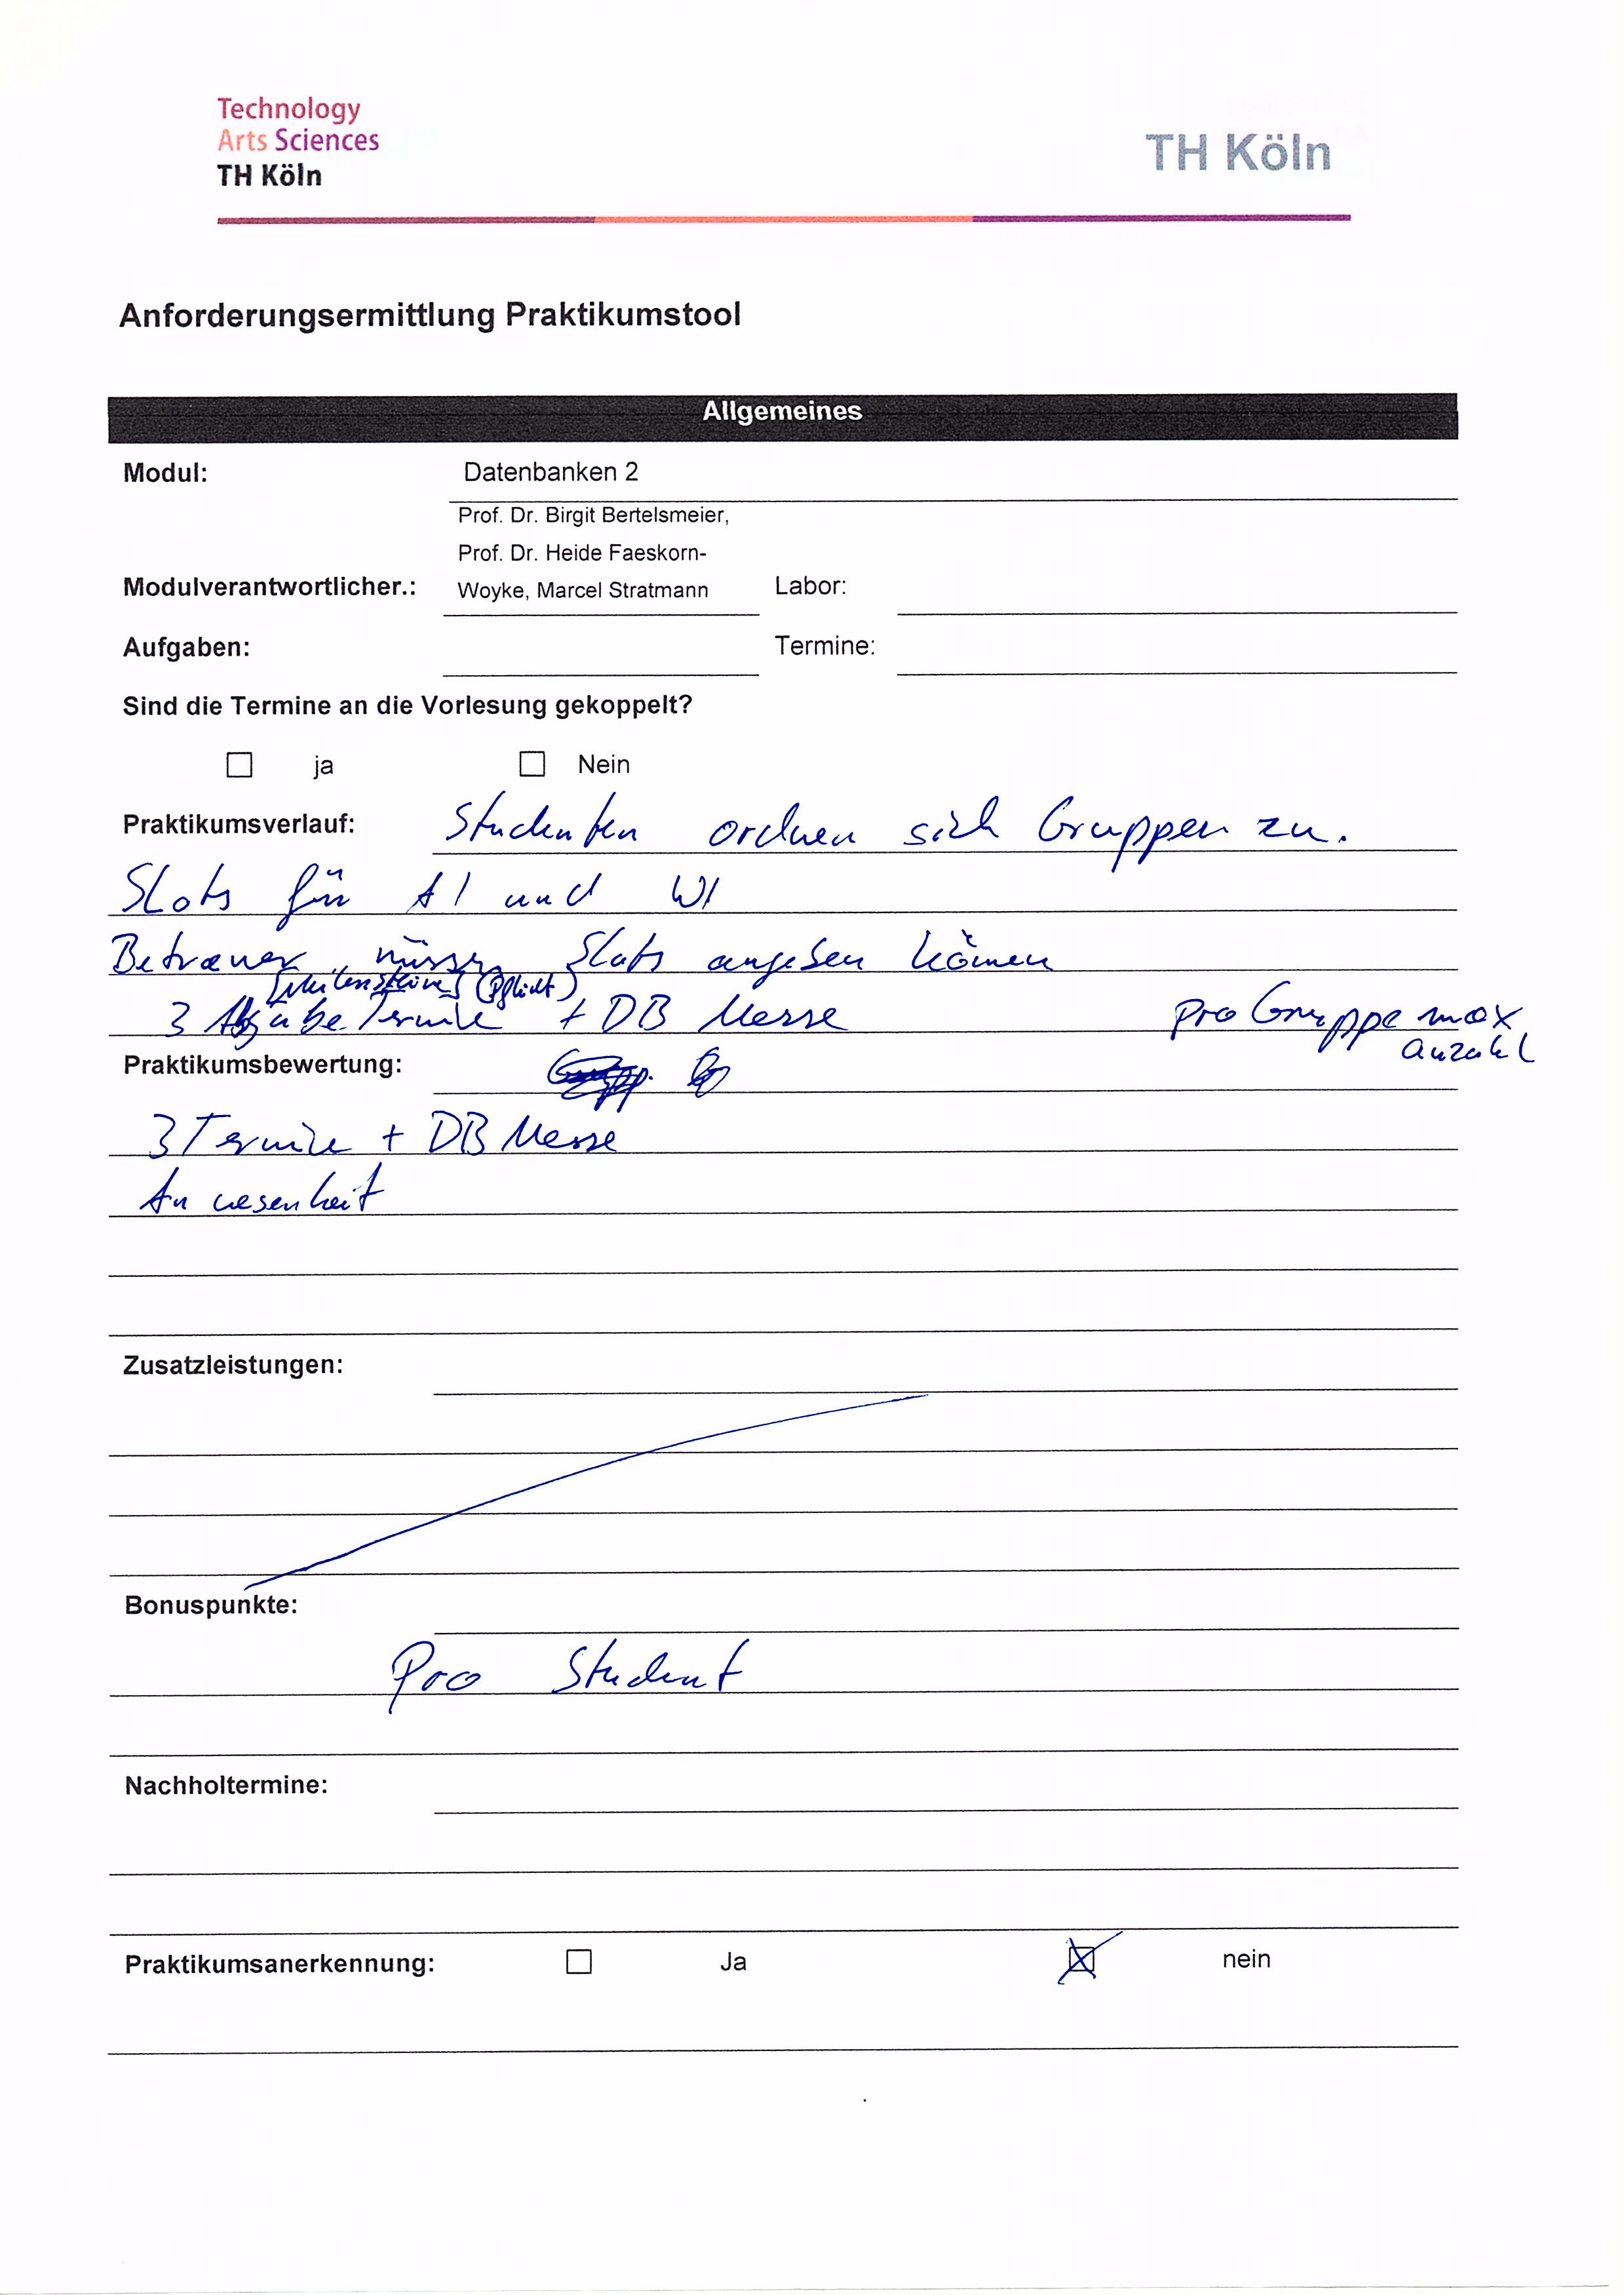 Technology
Arts Sciences
TH Köln
TH Köln
Anforderungsermittlung Praktikumstool
Allgemeines
Modul: Datenbanken 2
Prof. Dr. Birgit Bertelsmeier,
Prof. Dr. Heide Faeskorn-
Modulverantwortlicher.: Woyke, Marcel Stratmann Labor:
Aufgaben: Termine:
Sind die Termine an die Vorlesung gekoppelt?
ja Nein
Praktikumsverlauf: Studenten ordnen sich Gruppen zu.
Slots für AI und WI
Betreuer müssen Slots angeben können
[Meilensteine] (Pflicht)
3 Abgabe Termine + DB Messe pro Gruppe max
anzahl
Praktikumsbewertung:
3 Termine + DB Messe
Anwesenheit
Zusatzleistungen:
Bonuspunkte:
Pro Student
Nachholtermine:
Praktikumsanerkennung: Ja nein